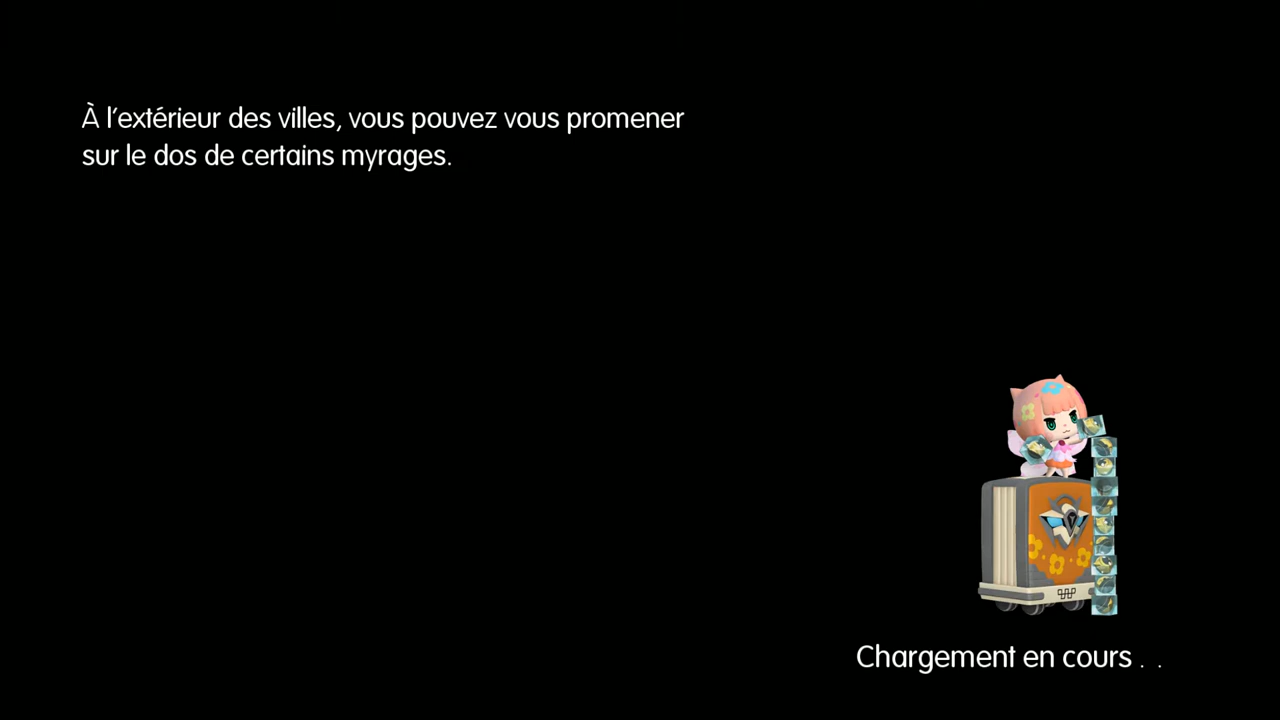 À l'extérieur des villes, vous pouvez vous promener
sur le dos de certains myrages.
Chargement en cours . .